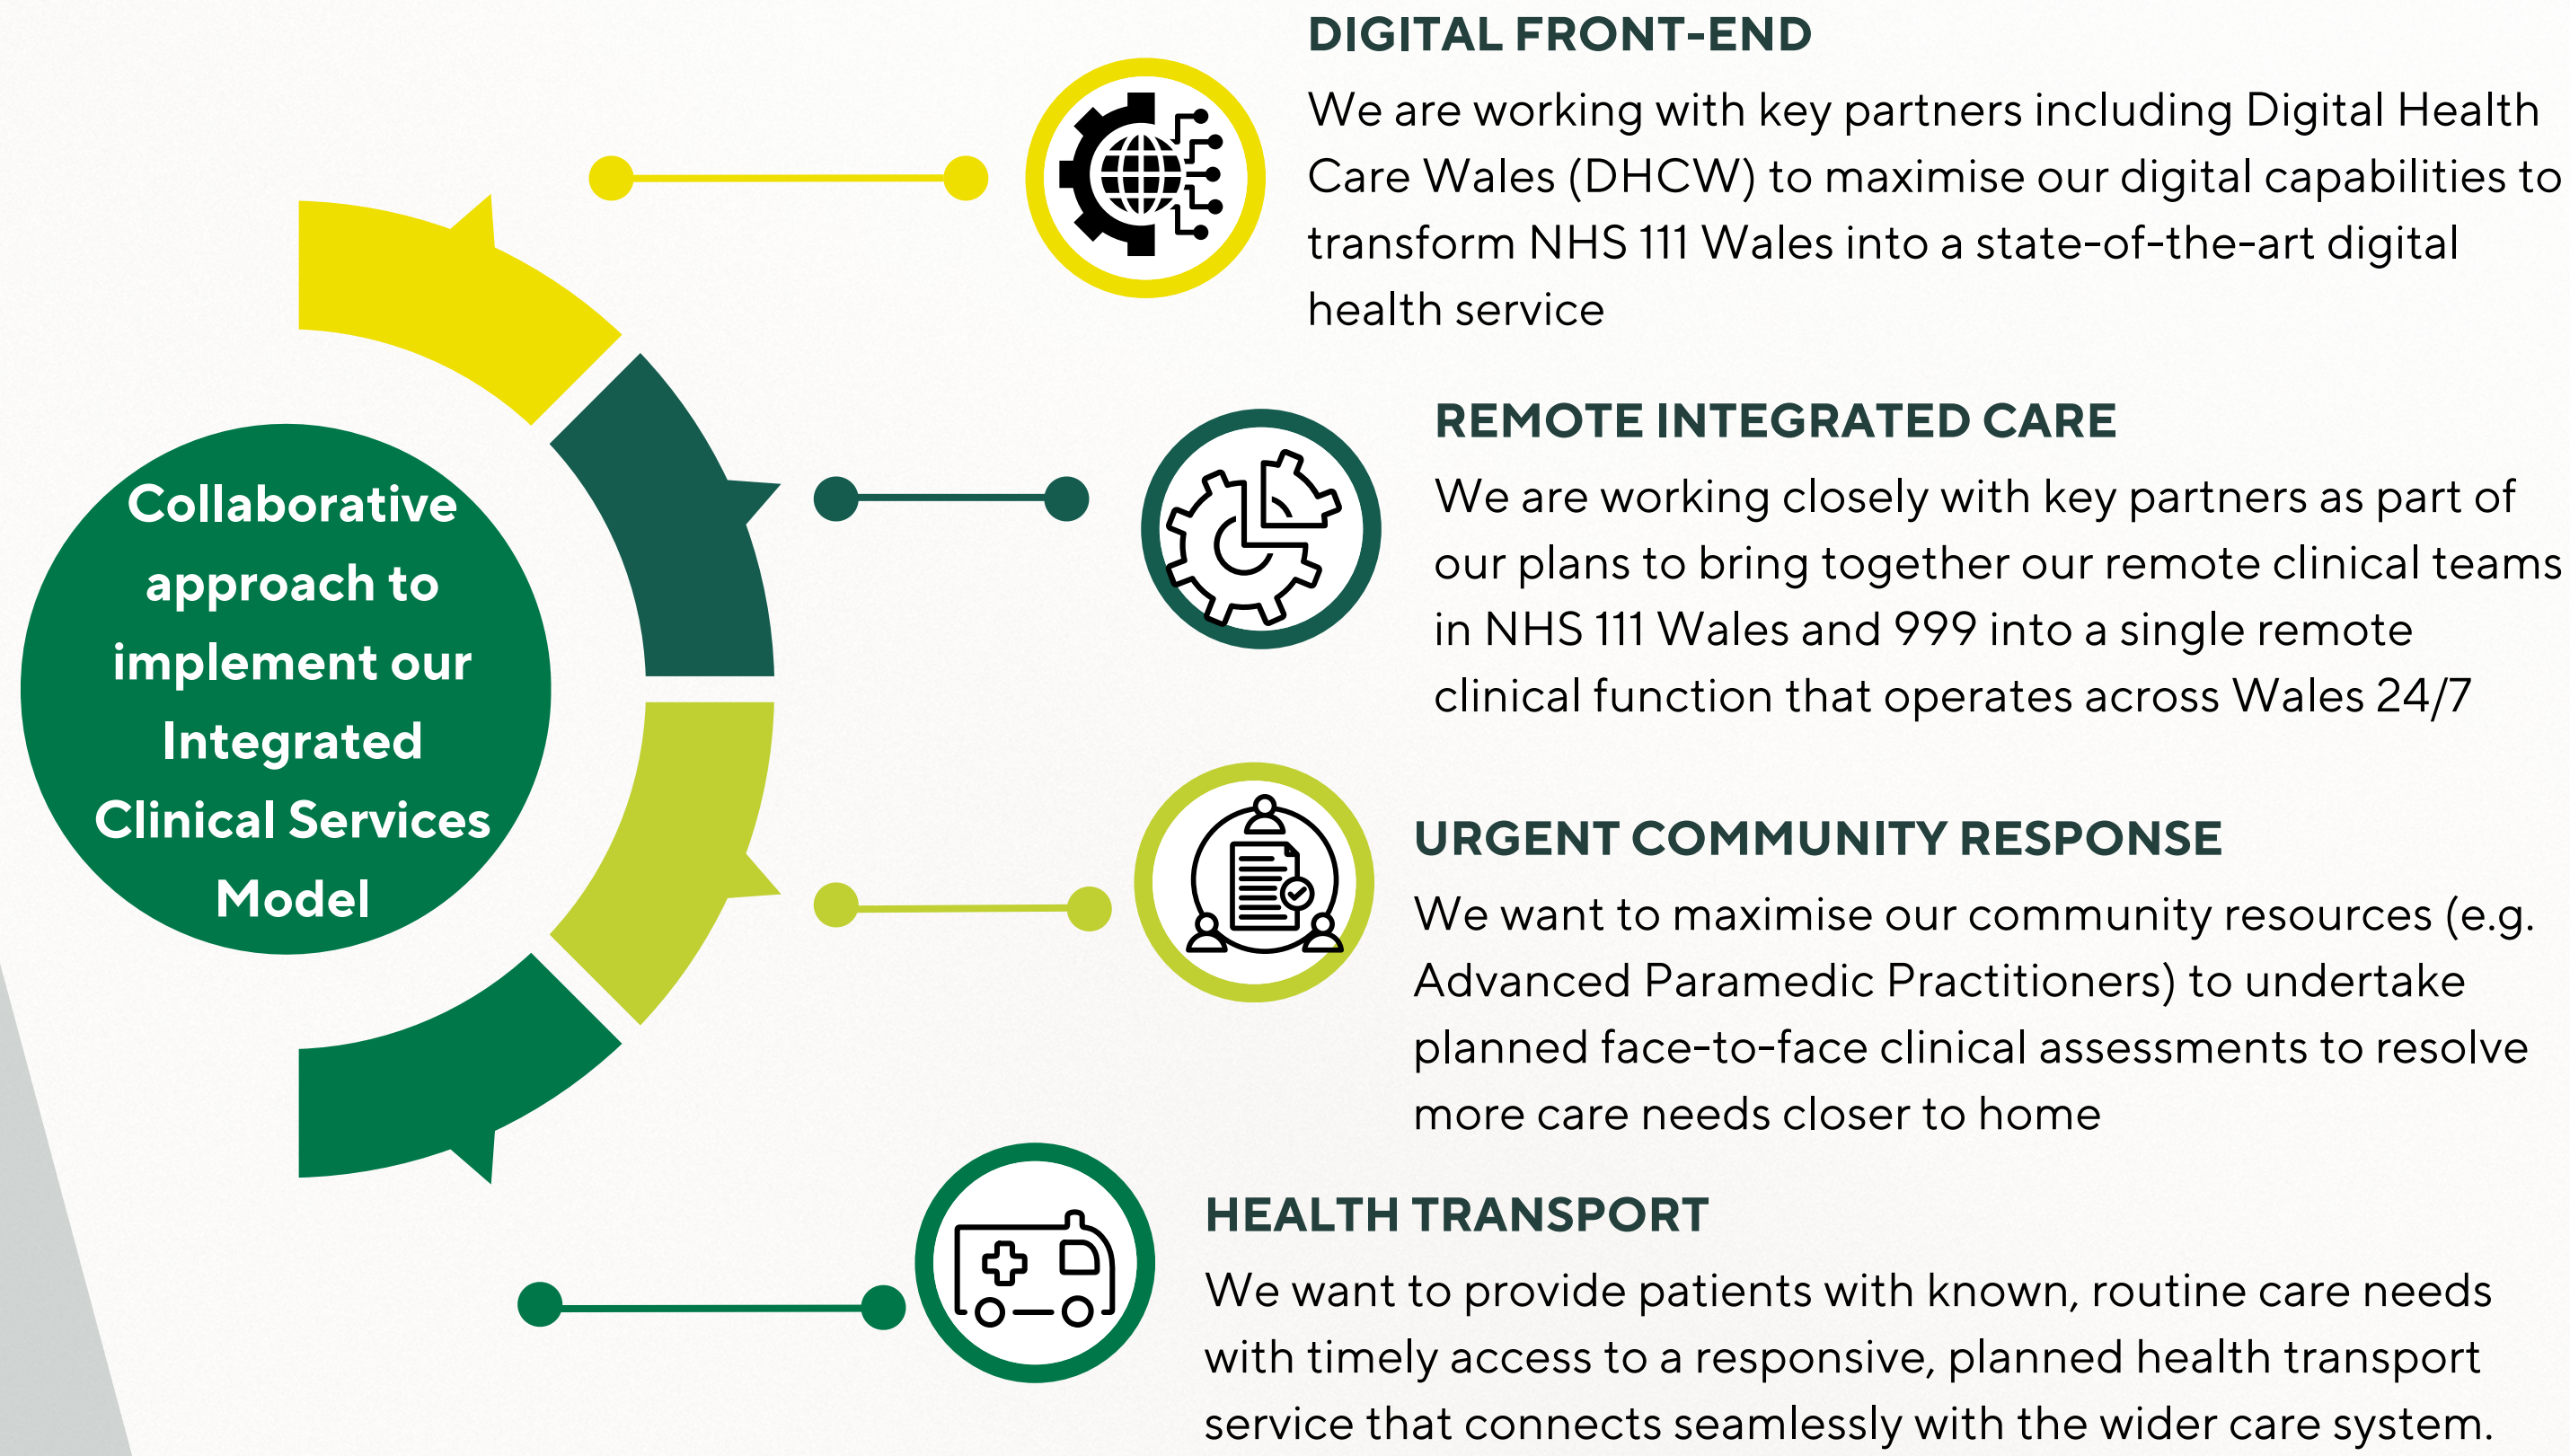 Collaborative
approach to
implement our
Integrated
Clinical Services
Model
DIGITAL FRONT-END
We are working with key partners including Digital Health
Care Wales (DHCW) to maximise our digital capabilities to
transform NHS 111 Wales into a state-of-the-art digital
health service
REMOTE INTEGRATED CARE
We are working closely with key partners as part of
our plans to bring together our remote clinical teams
in NHS 111 Wales and 999 into a single remote
clinical function that operates across Wales 24/7
URGENT COMMUNITY RESPONSE
We want to maximise our community resources (e.g.
Advanced Paramedic Practitioners) to undertake
planned face-to-face clinical assessments to resolve
more care needs closer to home
HEALTH TRANSPORT
We want to provide patients with known, routine care needs
with timely access to a responsive, planned health transport
service that connects seamlessly with the wider care system.